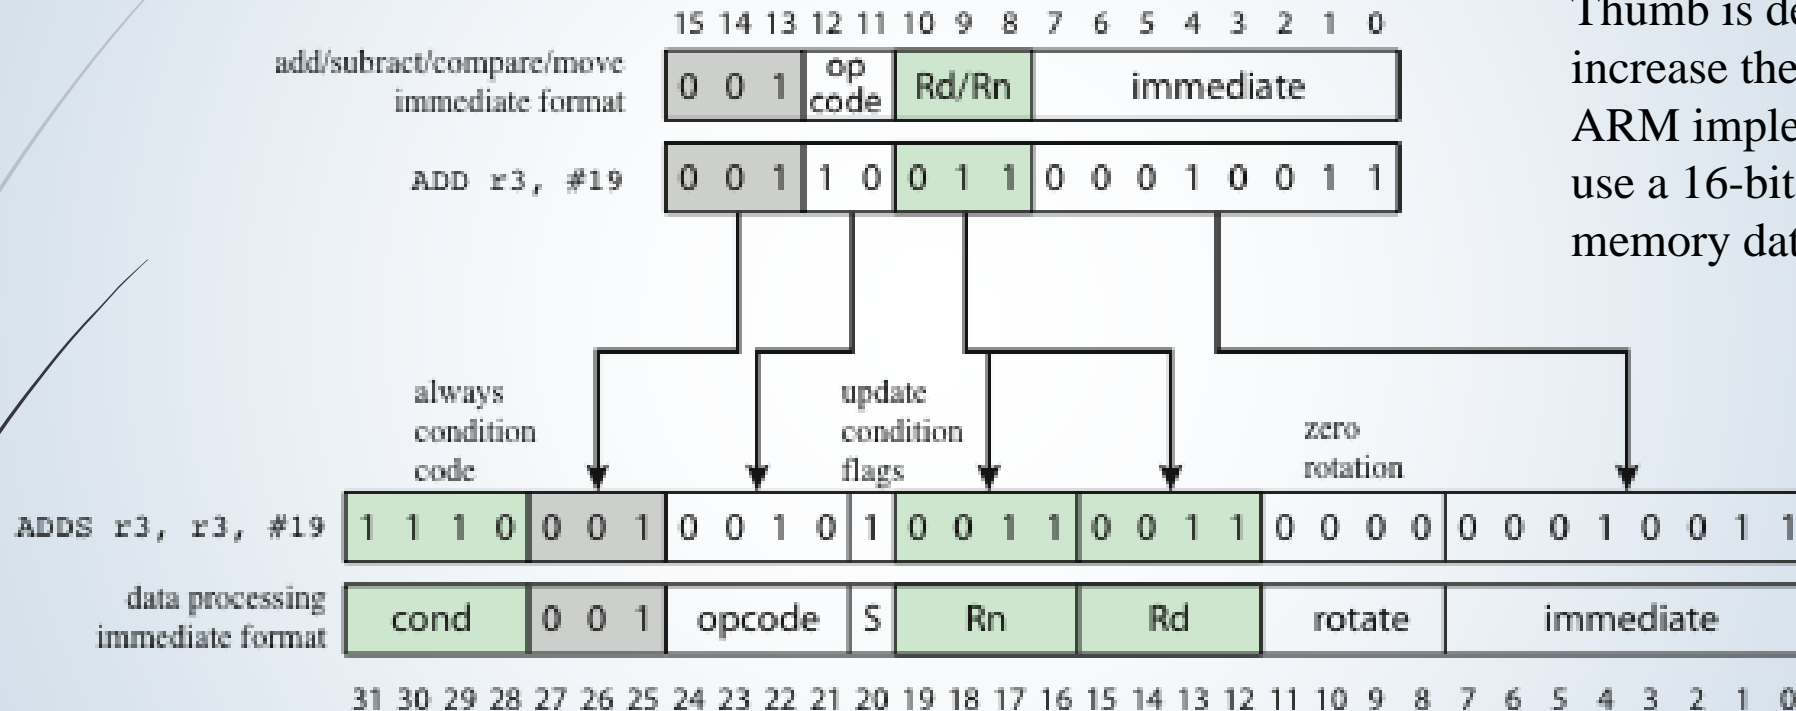 15 14 13 12 11 10 9 8 7 6 5 4 3 2 1 0
add/subract/compare/move
immediate format
0 0 1 op code Rd/Rn immediate
ADD r3, #19 0 0 1 1 0 0 1 1 0 0 0 1 0 0 1 1
Thumb is
increase the
ARM
use a 16-bit
memory
always
condition
code
update
condition
flags
zero
rotation
ADDS r3, r3, #19 1 1 1 0 0 0 1 0 0 1 0 1 0 0 1 1 0 0 1 1 0 0 0 0 0 0 0 1 0 0 1 1
data processing
immediate format
cond 0 0 1 opcode S Rn Rd rotate immediate
31 30 29 28 27 26 25 24 23 22 21 20 19 18 17 16 15 14 13 12 11 10 9 8 7 6 5 4 3 2 1 0